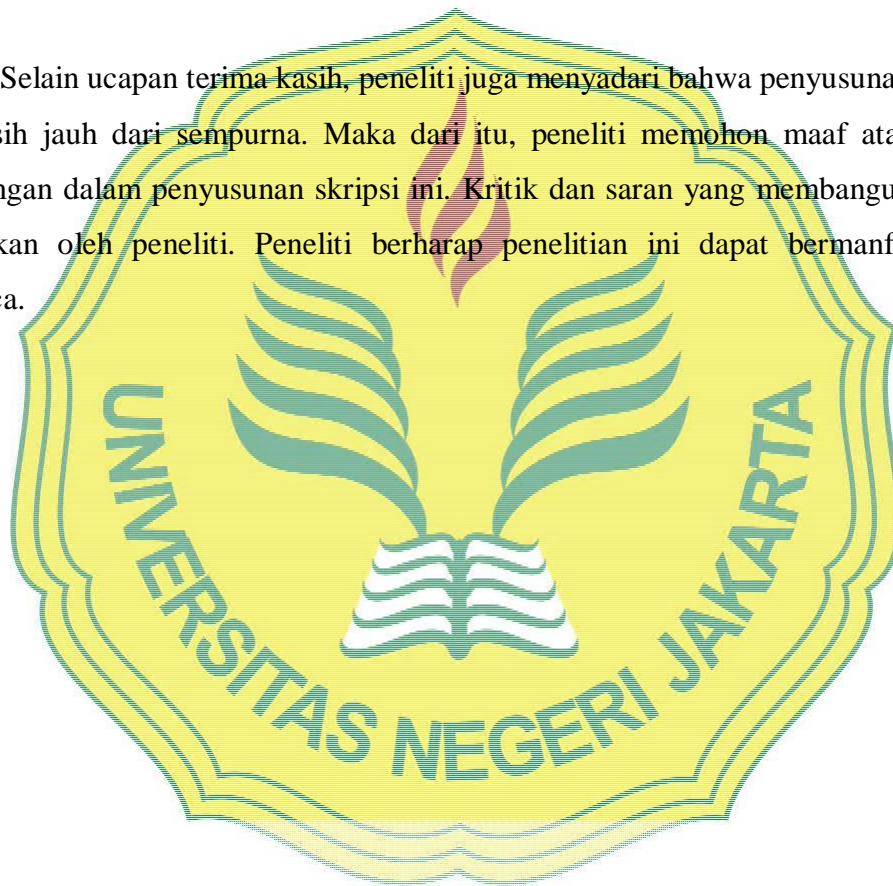 Selain ucapan terima kasih, peneliti juga menyadari bahwa penyusuna
sih jauh dari sempurna. Maka dari itu, peneliti memohon maaf ata
ngan dalam penyusunan skripsi ini. Kritik dan saran yang membangu
kan oleh peneliti. Peneliti berharap penelitian ini dapat bermanf
ca.
UNIVERSITAS NEGERI JAKARTA